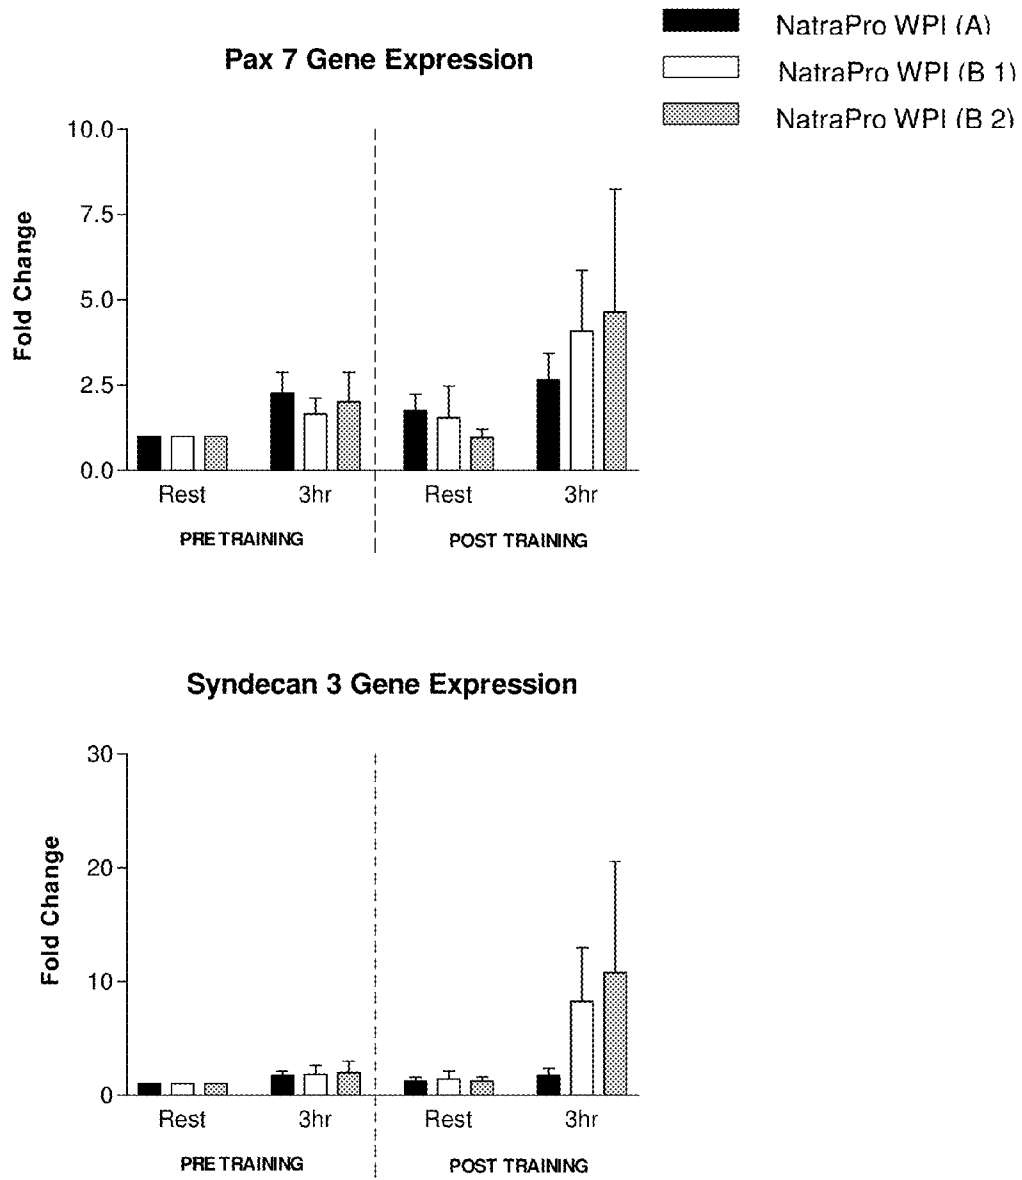 NatraPro WPI (A)
NatraPro WPI (B 1)
NatraPro WPI (B 2)
Pax 7 Gene Expression
Fold Change
10.0
7.5
5.0
2.5
0.0
Rest 3hr Rest 3hr
PRE TRAINING POST TRAINING
Syndecan 3 Gene Expression
Fold Change
30
20
10
0
Rest 3hr Rest 3hr
PRE TRAINING POST TRAINING